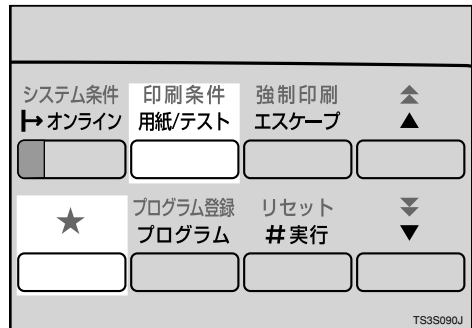 システム条件 印刷条件 強制印刷
オンライン 用紙/テスト エスケープ ▲
★ プログラム登録 リセット
プログラム #実行 ▼
TS3S090J